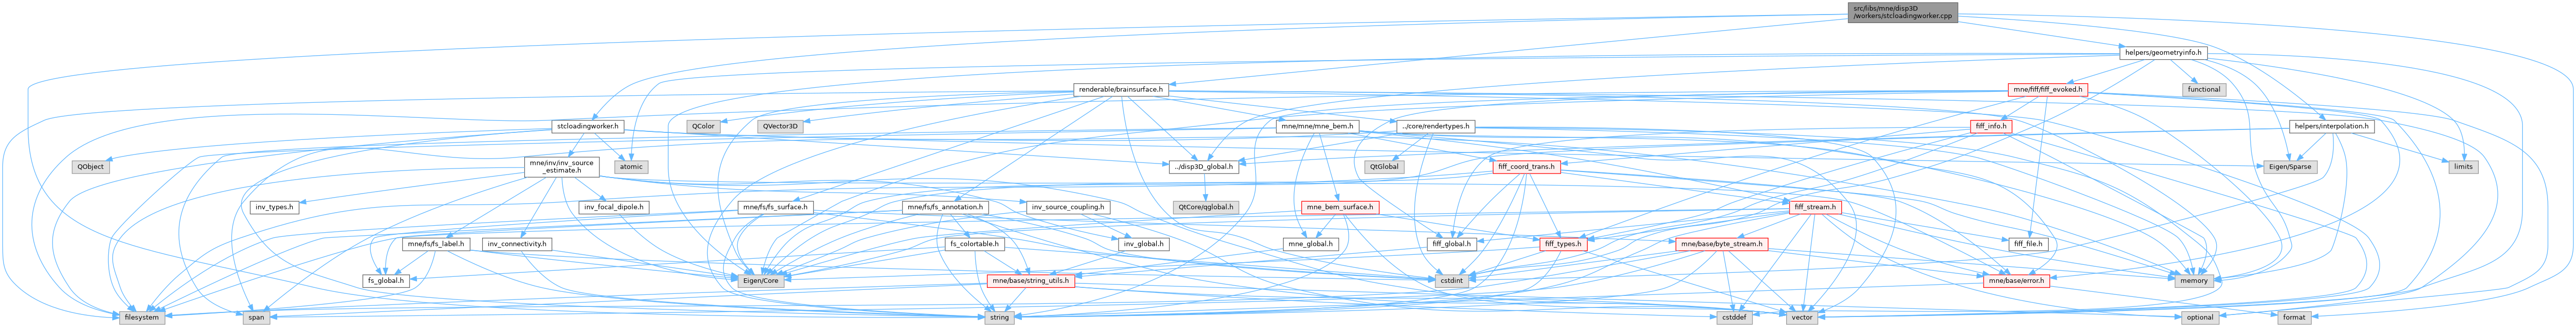 src/libs/mne/disp3D
/workers/stcloadingworker.cpp
helpers/geometryinfo.h
renderable/brainsurface.h
mne/fiff/fiff_evoked.h
functional
stcloadingworker.h
QColor
QVector3D
mne/mne/mne_bem.h
../core/rendertypes.h
fiff_info.h
helpers/interpolation.h
QObject
mne/inv/inv_source
_estimate.h
atomic
../disp3D_global.h
QtGlobal
fiff_coord_trans.h
Eigen/Sparse
limits
inv_types.h
inv_focal_dipole.h
mne/fs/fs_surface.h
mne/fs/fs_annotation.h
inv_source_coupling.h
QtCore/qglobal.h
mne_bem_surface.h
fiff_stream.h
mne/fs/fs_label.h
inv_connectivity.h
fs_colortable.h
inv_global.h
mne_global.h
fiff_global.h
fiff_types.h
mne/base/byte_stream.h
fiff_file.h
fs_global.h
Eigen/Core
mne/base/string_utils.h
cstdint
mne/base/error.h
memory
filesystem
span
string
cstddef
vector
optional
format